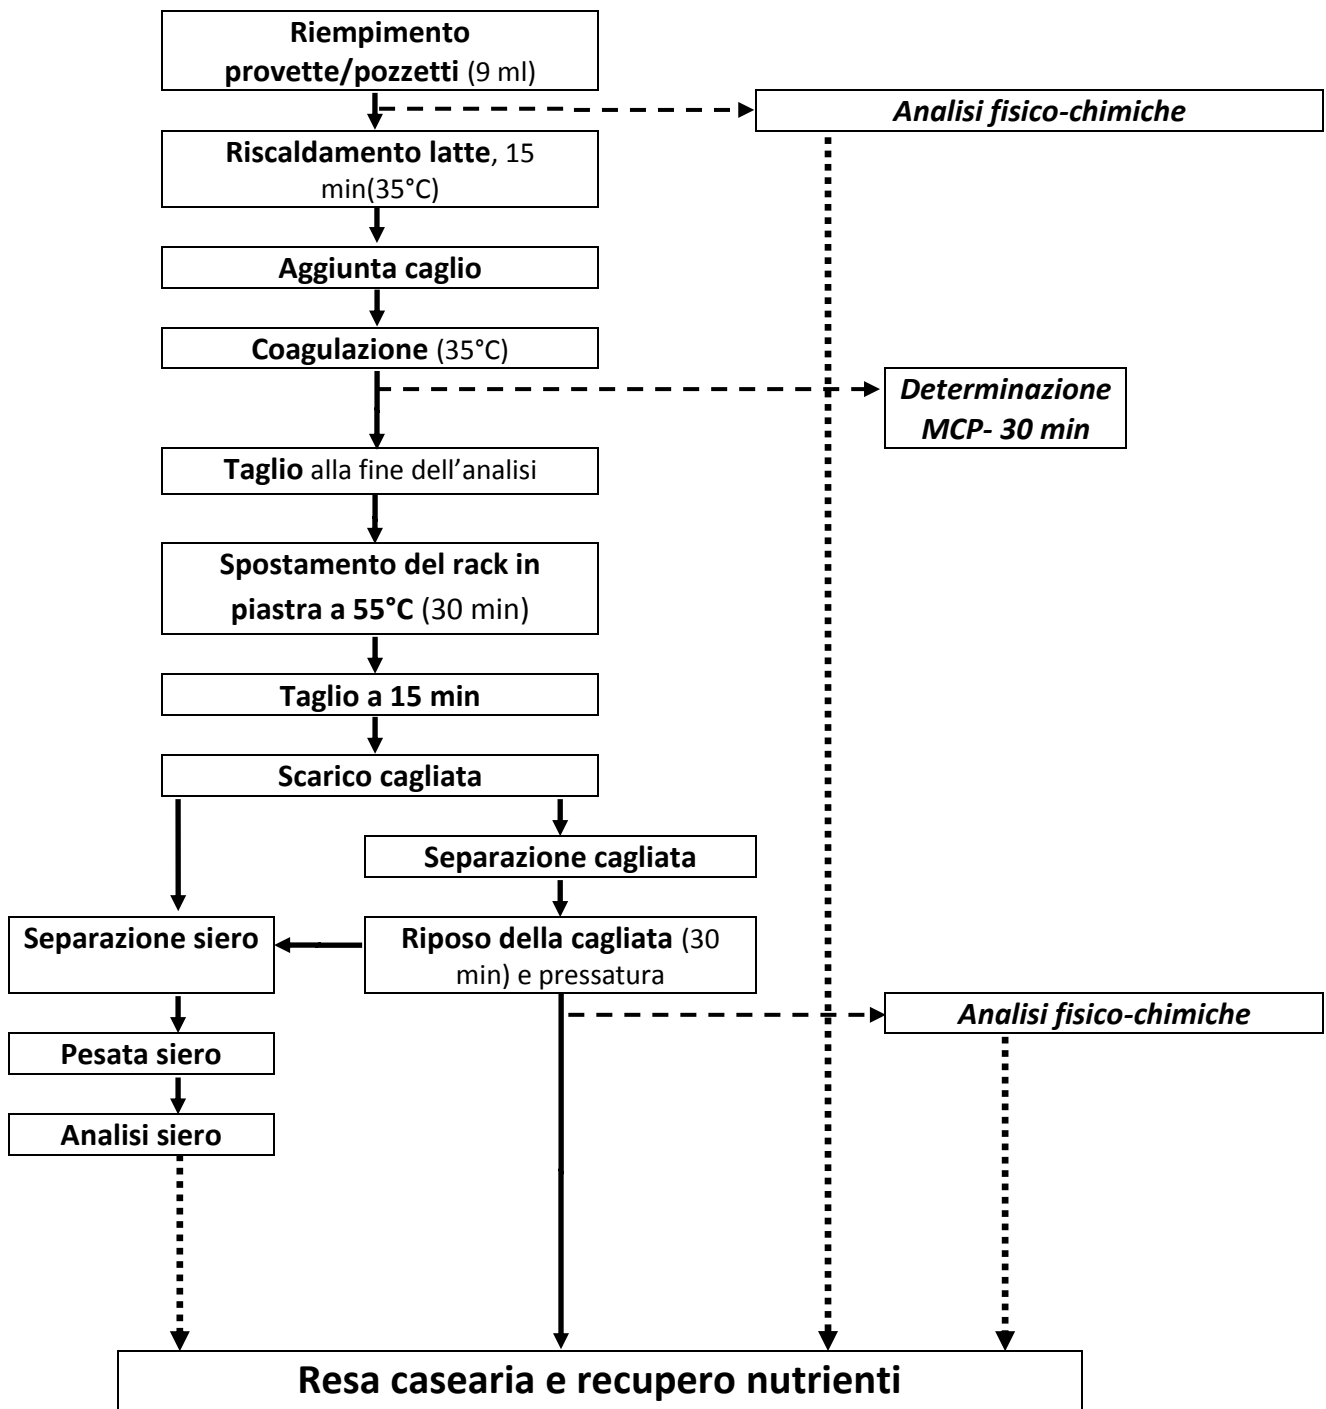 Riempimento
provette/pozzetti (9 ml)
Analisi fisico-chimiche
Riscaldamento latte, 15
min(35°C)
Aggiunta caglio
Coagulazione (35°C)
Determinazione
MCP- 30 min
Taglio alla fine dell’analisi
Spostamento del rack in
piastra a 55°C (30 min)
Taglio a 15 min
Scarico cagliata
Separazione cagliata
Separazione siero
Riposo della cagliata (30
min) e pressatura
Analisi fisico-chimiche
Pesata siero
Analisi siero
Resa casearia e recupero nutrienti